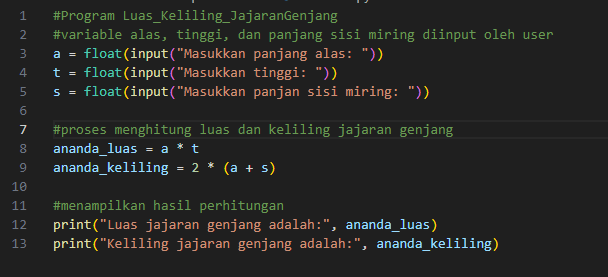 1 #Program Luas_Keliling_JajaranGenjang
2 #variable alas, tinggi, dan panjang sisi miring diinput oleh user
3 a = float(input("Masukkan panjang alas: "))
4 t = float(input("Masukkan tinggi: "))
5 s = float(input("Masukkan panjan sisi miring: "))
6
7 #proses menghitung luas dan keliling jajaran genjang
8 ananda_luas = a * t
9 ananda_keliling = 2 * (a + s)
10
11 #menampilkan hasil perhitungan
12 print("Luas jajaran genjang adalah:", ananda_luas)
13 print("Keliling jajaran genjang adalah:", ananda_keliling)